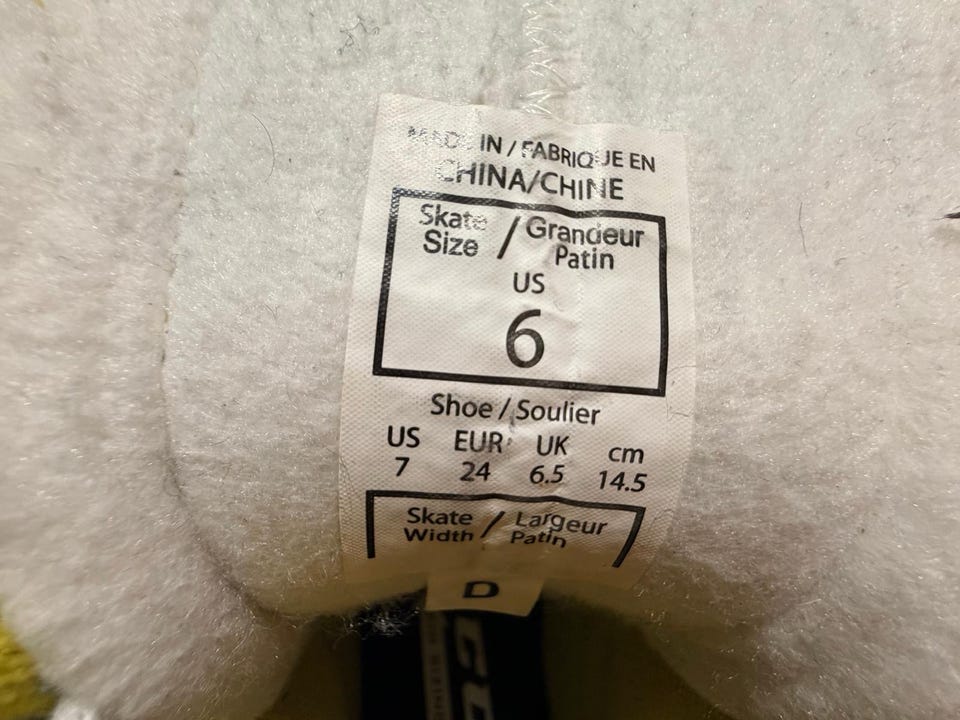 MADE IN / FABRIQUE EN
CHINA/CHINE
Skate / Grandeur
Size Patin
US
6
Shoe / Soulier
US EUR UK cm
7 24 6.5 14.5
Skate / Largeur
Width Patin
D